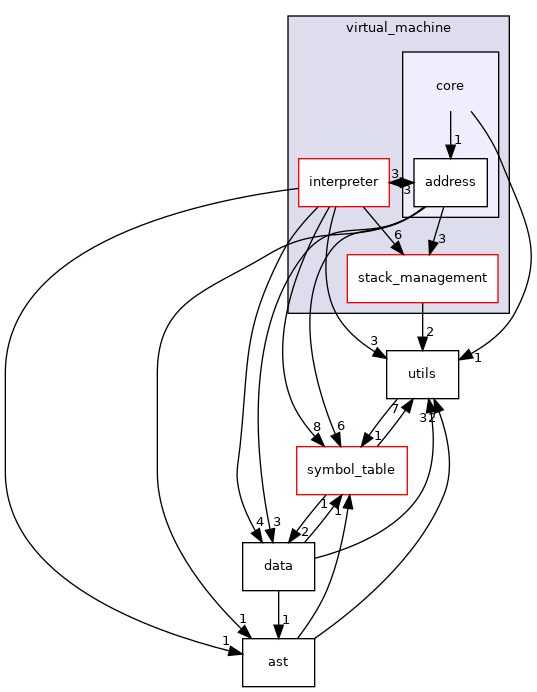 virtual_machine
core
1
interpreter
3
3
address
6
3
stack_management
2
3
1
utils
8
6
7
1
3
2
symbol_table
1
1
2
4
3
data
1
1
1
ast